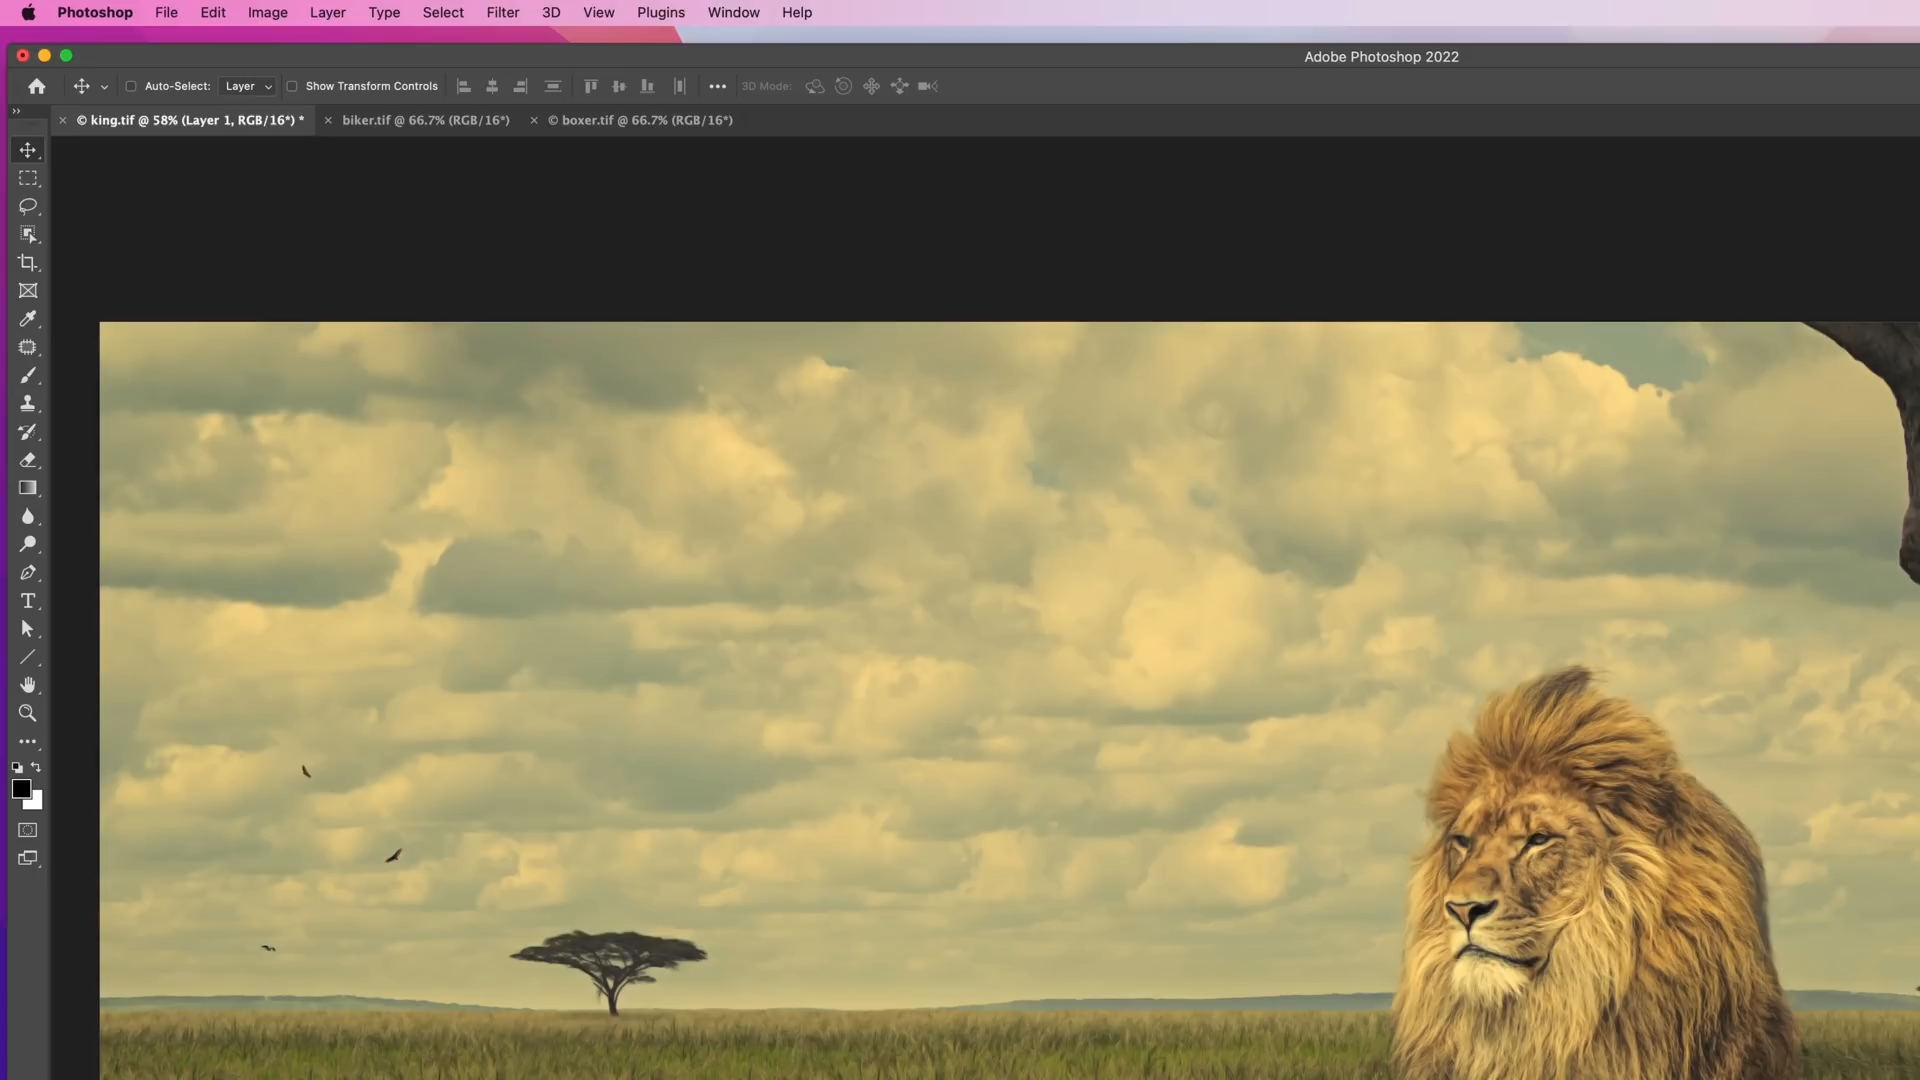 Photoshop File Edit Image Layer Type Select Filter 3D View Plugins Window Help
Adobe Photoshop 2022
Auto-Select: Layer Show Transform Controls 3D Mode:
© king.tif @ 58% (Layer 1, RGB/16*) * biker.tif @ 66.7% (RGB/16*) © boxer.tif @ 66.7% (RGB/16*)